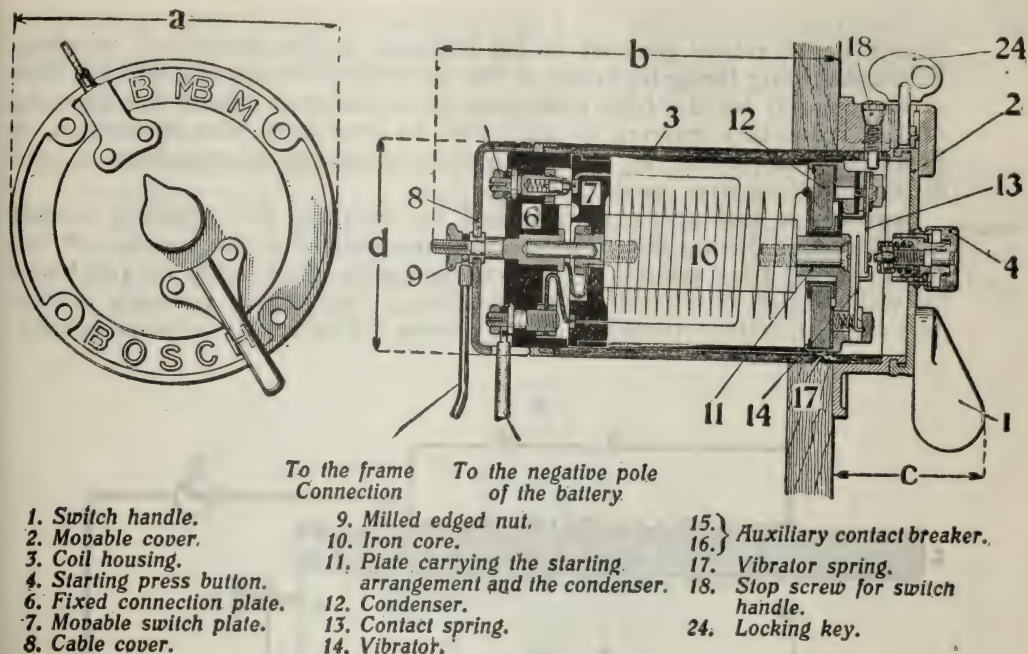 a
B MB M
BOSC
b
18
24
3
12
2
13
8
6
7
d
10
4
9
11
14
17
1
c
To the frame
Connection
To the negative pole
of the battery.
1. Switch handle.
2. Movable cover.
3. Coil housing.
4. Starting press button.
6. Fixed connection plate.
7. Movable switch plate.
8. Cable cover.
9. Milled edged nut.
10. Iron core.
11. Plate carrying the starting
arrangement and the condenser.
12. Condenser.
13. Contact spring.
14. Vibrator.
15.
16. } Auxiliary contact breaker.
17. Vibrator spring.
18. Stop screw for switch
handle.
24. Locking key.